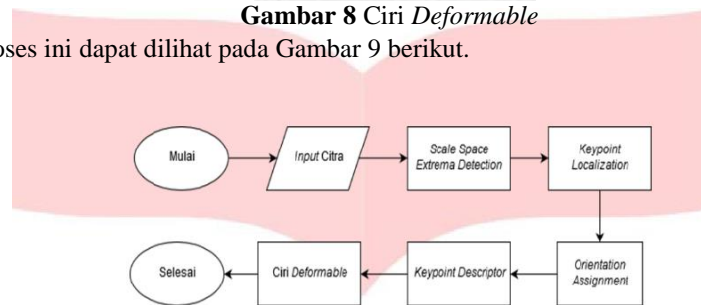 Gambar 8 Ciri Deformable
oses ini dapat dilihat pada Gambar 9 berikut.
Mulai
Input Citra
Scale Space
Extrema Detection
Keypoint
Localization
Orientation
Assignment
Keypoint Descriptor
Ciri Deformable
Selesai